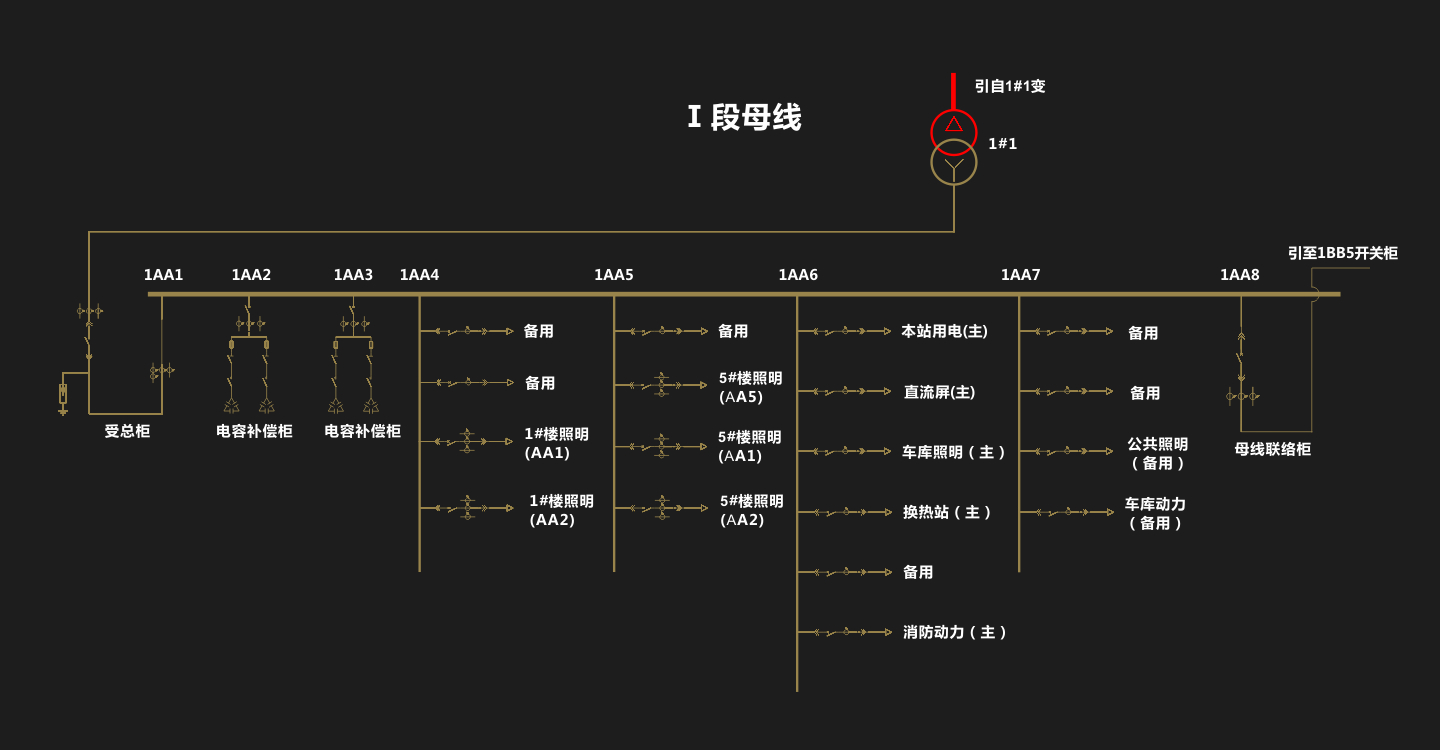 引自1#1变
I 段母线
1#1
引至1BB5开关柜
1AA1
1AA2
1AA3
1AA4
1AA5
1AA6
1AA7
1AA8
受总柜
电容补偿柜
电容补偿柜
备用
备用
1#楼照明
(AA1)
1#楼照明
(AA2)
备用
5#楼照明
(AA5)
5#楼照明
(AA1)
5#楼照明
(AA2)
本站用电(主)
直流屏(主)
车库照明（主）
换热站（主）
备用
消防动力（主）
备用
备用
公共照明
（备用）
车库动力
（备用）
母线联络柜